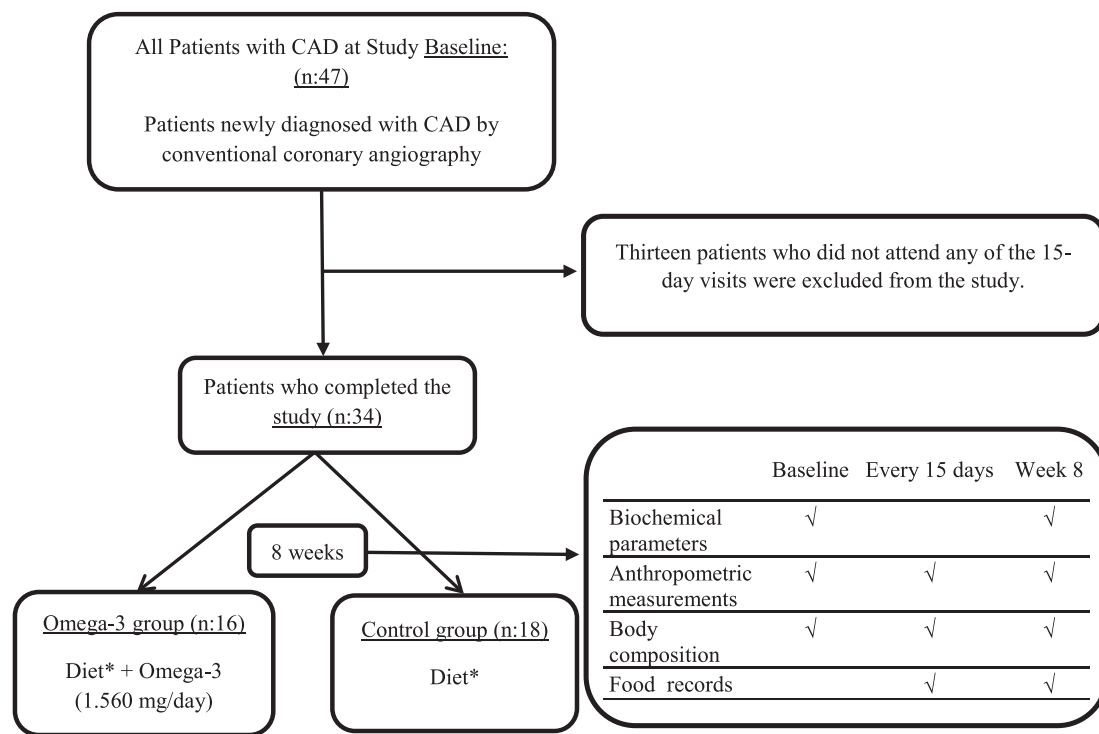 All Patients with CAD at Study Baseline:
(n:47)
Patients newly diagnosed with CAD by
conventional coronary angiography
Thirteen patients who did not attend any of the 15-
day visits were excluded from the study.
Patients who completed the
study (n:34)
8 weeks
Omega-3 group (n:16)
Diet* + Omega-3
(1.560 mg/day)
Control group (n:18)
Diet*
Baseline Every 15 days Week 8
Biochemical √ √
parameters
Anthropometric √ √ √
measurements
Body √ √ √
composition
Food records √ √